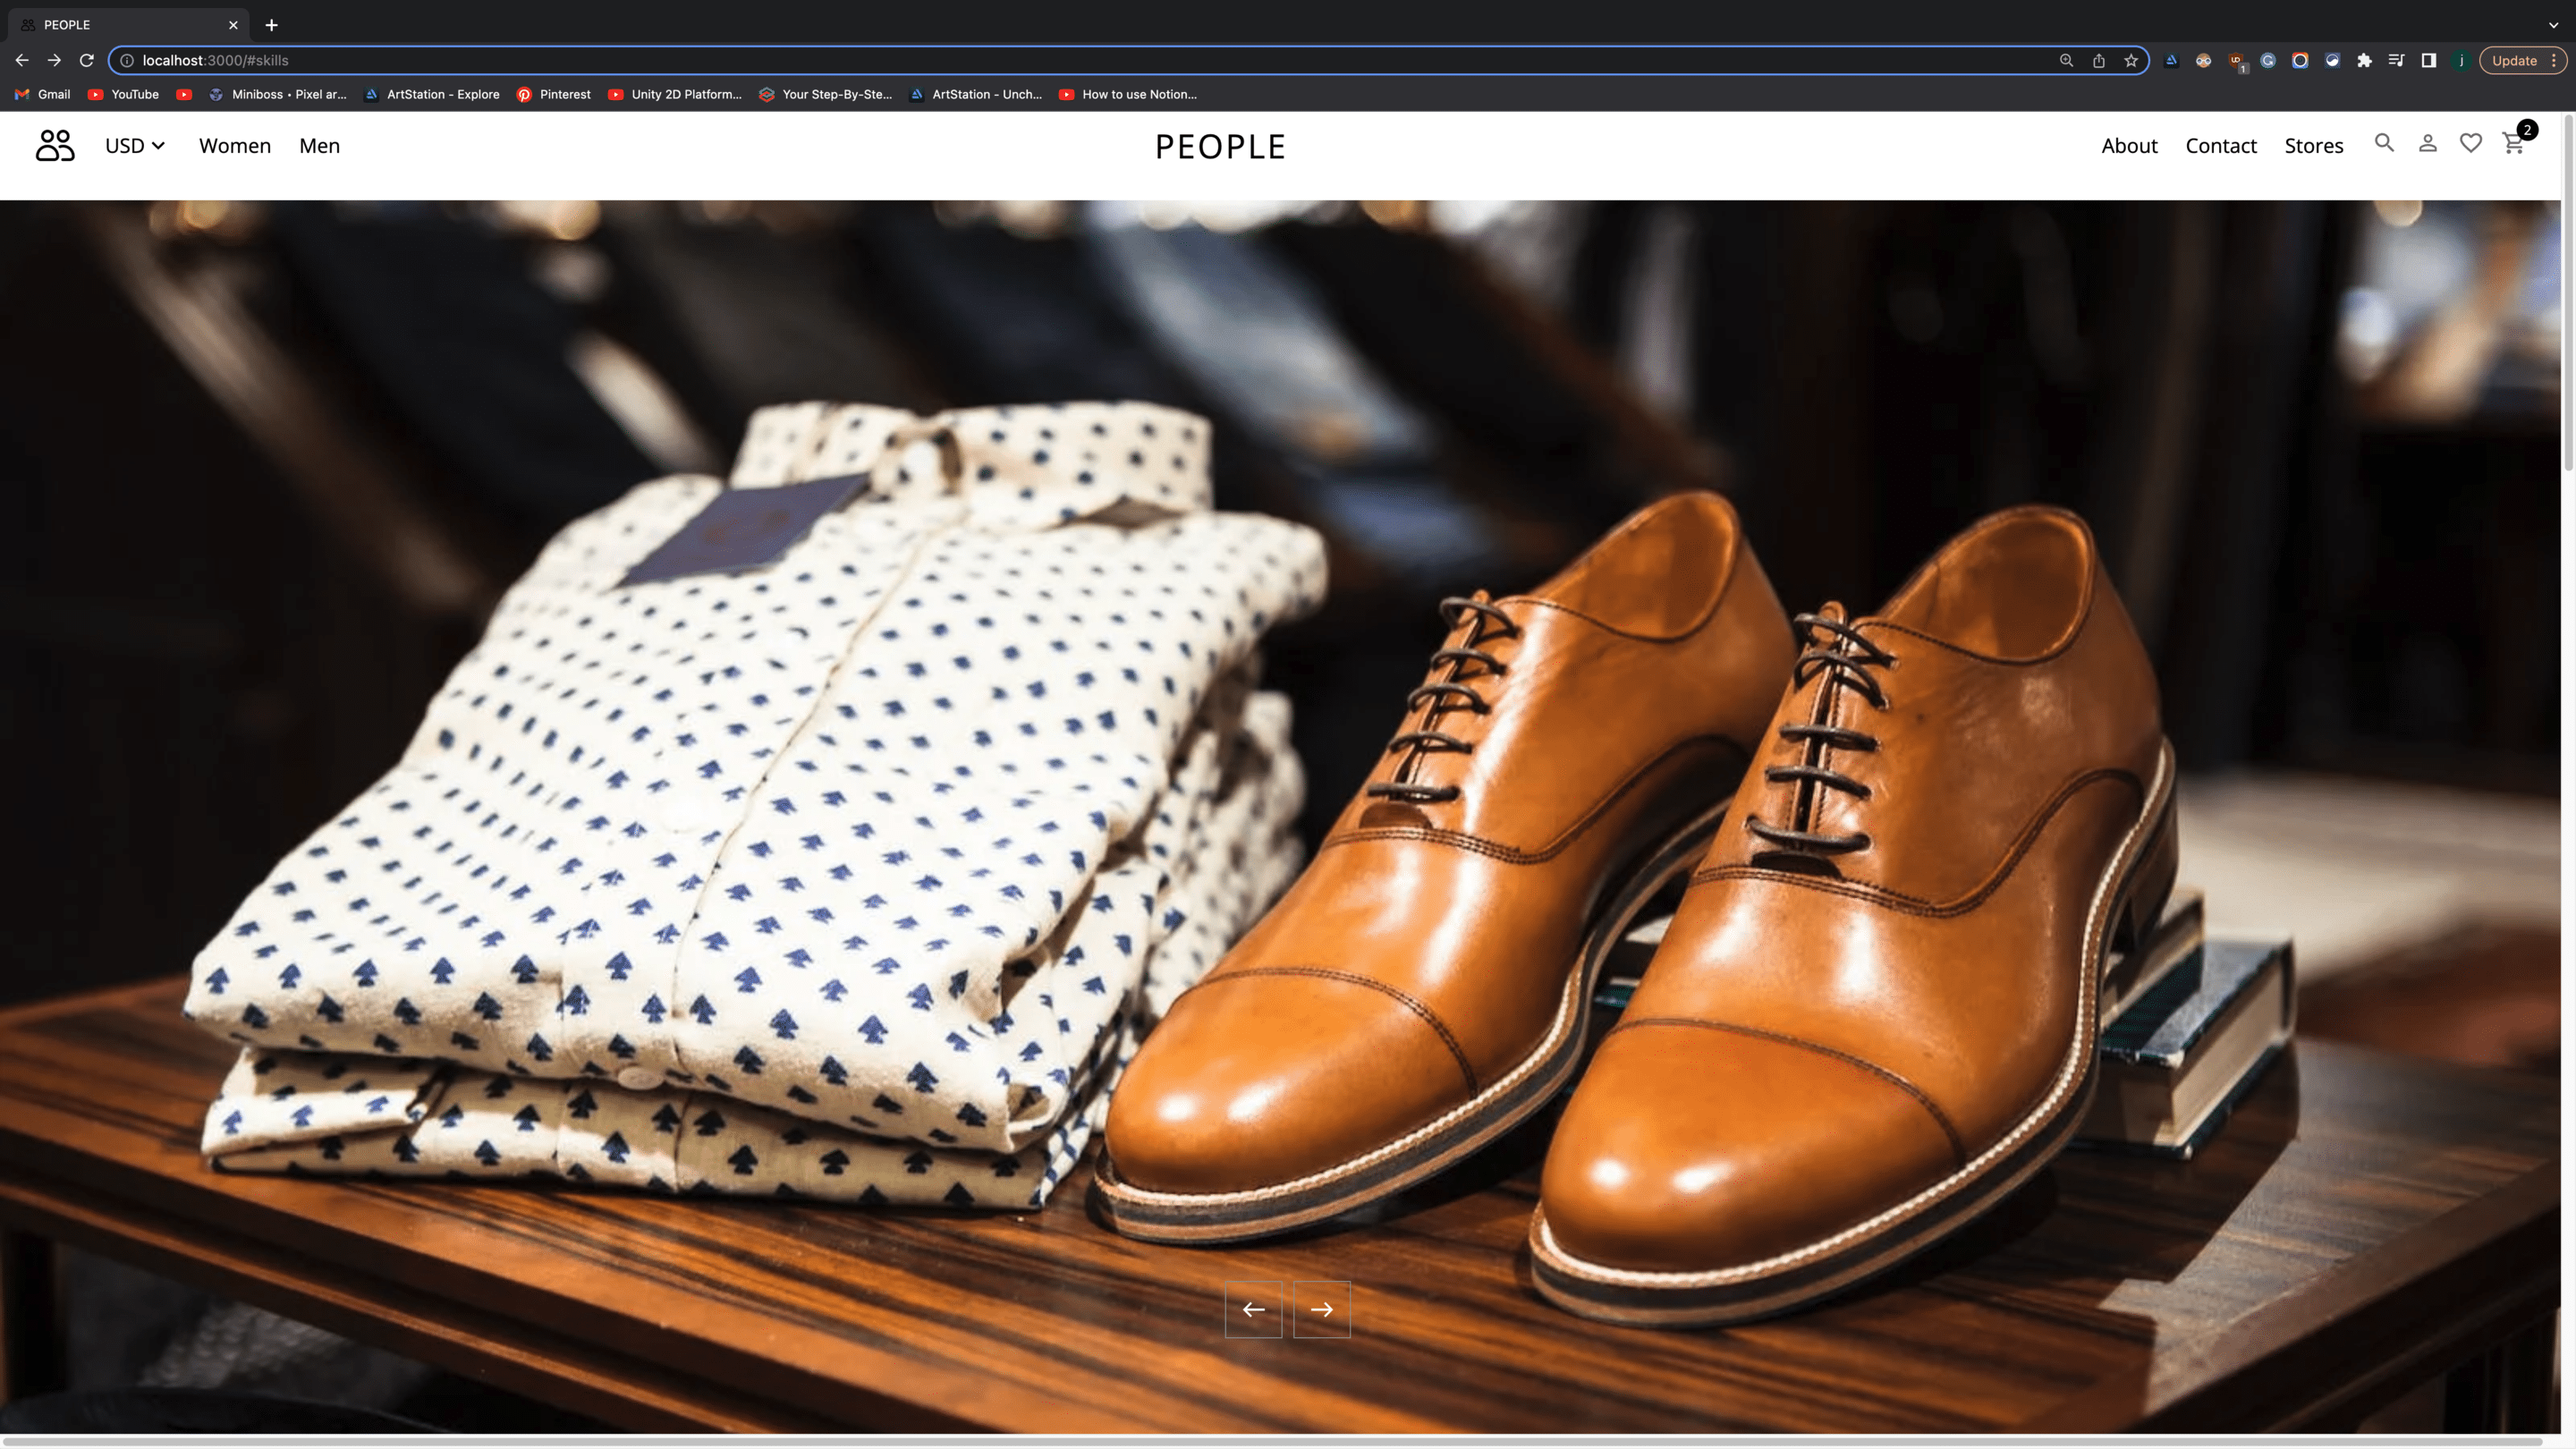 PEOPLE
localhost:3000/#skills
Update
1
j
Gmail
YouTube
Miniboss • Pixel ar...
ArtStation - Explore
Pinterest
Unity 2D Platform...
Your Step-By-Ste...
ArtStation - Unch...
How to use Notion...
USD
Women
Men
PEOPLE
About
Contact
Stores
2